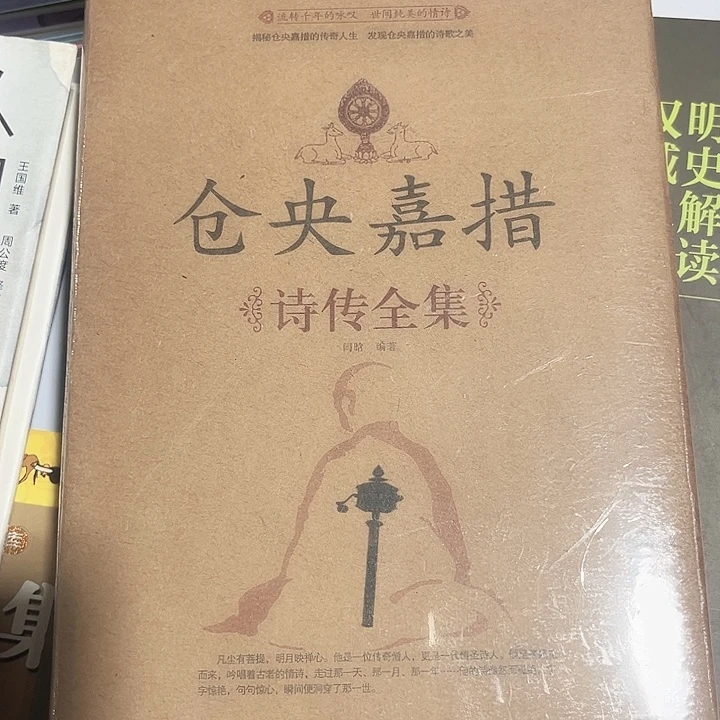 流转千年的咏叹 世间纯美的情诗
揭秘仓央嘉措的传奇人生 发现仓央嘉措的诗歌之美
仓央嘉措
诗传全集
闫晗 编著
凡尘有菩提,明月映禅心。他是一位传奇僧人,更是一代情圣诗人。
而来,吟唱着古老的情诗,走过那一天、那一月、那一年
字惊艳,句句惊心,瞬间便洞穿了那一世。
王国维 著
周公度
集
明史解读
权威